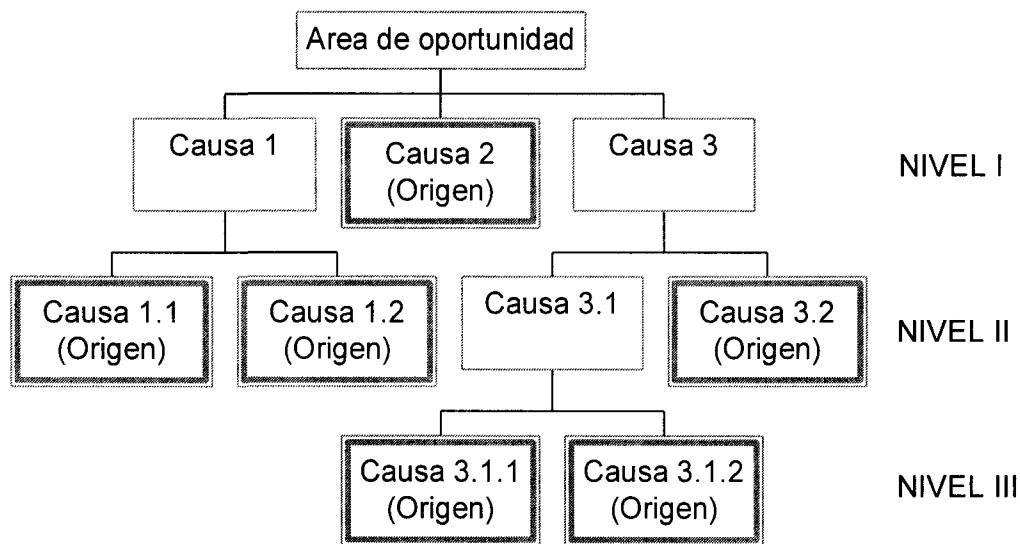 Area de oportunidad
Causa 1
Causa 2
(Origen)
Causa 3
NIVEL I
Causa 1.1
(Origen)
Causa 1.2
(Origen)
Causa 3.1
Causa 3.2
(Origen)
NIVEL II
Causa 3.1.1
(Origen)
Causa 3.1.2
(Origen)
NIVEL III